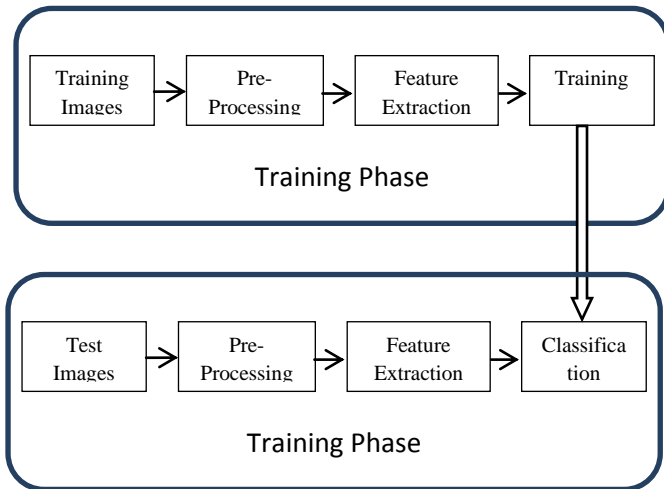 Training
Images
Pre-
Processing
Feature
Extraction
Training
Training Phase
Test
Images
Pre-
Processing
Feature
Extraction
Classifica
tion
Training Phase